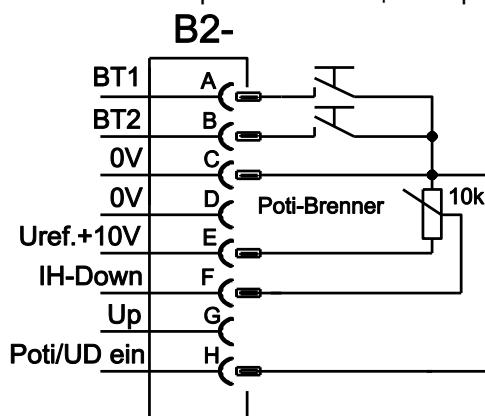 B2-
BT1 A
BT2 B
0V C
0V D Poti-Brenner 10k
Uref.+10V E
IH-Down F
Up G
Poti/UD ein H